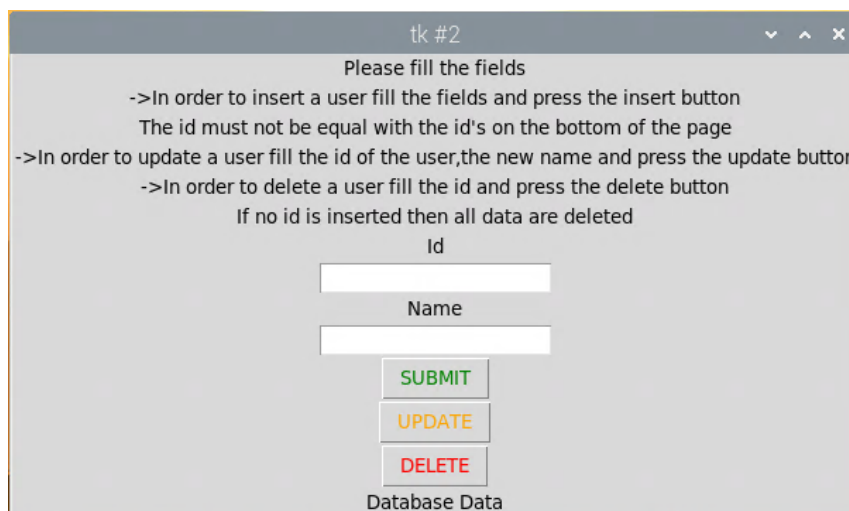 tk #2
Please fill the fields
->In order to insert a user fill the fields and press the insert button
The id must not be equal with the id's on the bottom of the page
->In order to update a user fill the id of the user,the new name and press the update button
->In order to delete a user fill the id and press the delete button
If no id is inserted then all data are deleted
Id
Name
SUBMIT
UPDATE
DELETE
Database Data